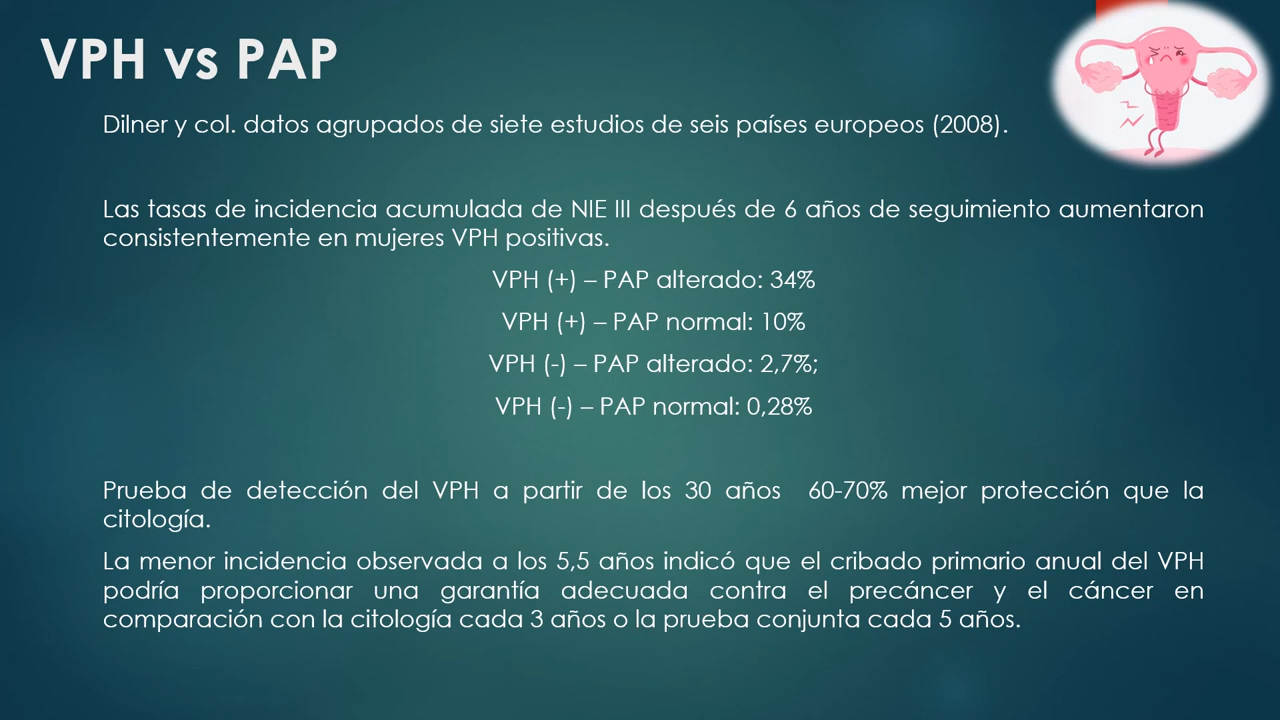 VPH vs PAP
Dilner y col. datos agrupados de siete estudios de seis países europeos (2008).
Las tasas de incidencia acumulada de NIE III después de 6 años de seguimiento aumentaron
consistentemente en mujeres VPH positivas.
VPH (+) – PAP alterado: 34%
VPH (+) – PAP normal: 10%
VPH (-) – PAP alterado: 2,7%;
VPH (-) – PAP normal: 0,28%
Prueba de detección del VPH a partir de los 30 años 60-70% mejor protección que la
citología.
La menor incidencia observada a los 5,5 años indicó que el cribado primario anual del VPH
podría proporcionar una garantía adecuada contra el precáncer y el cáncer en
comparación con la citología cada 3 años o la prueba conjunta cada 5 años.